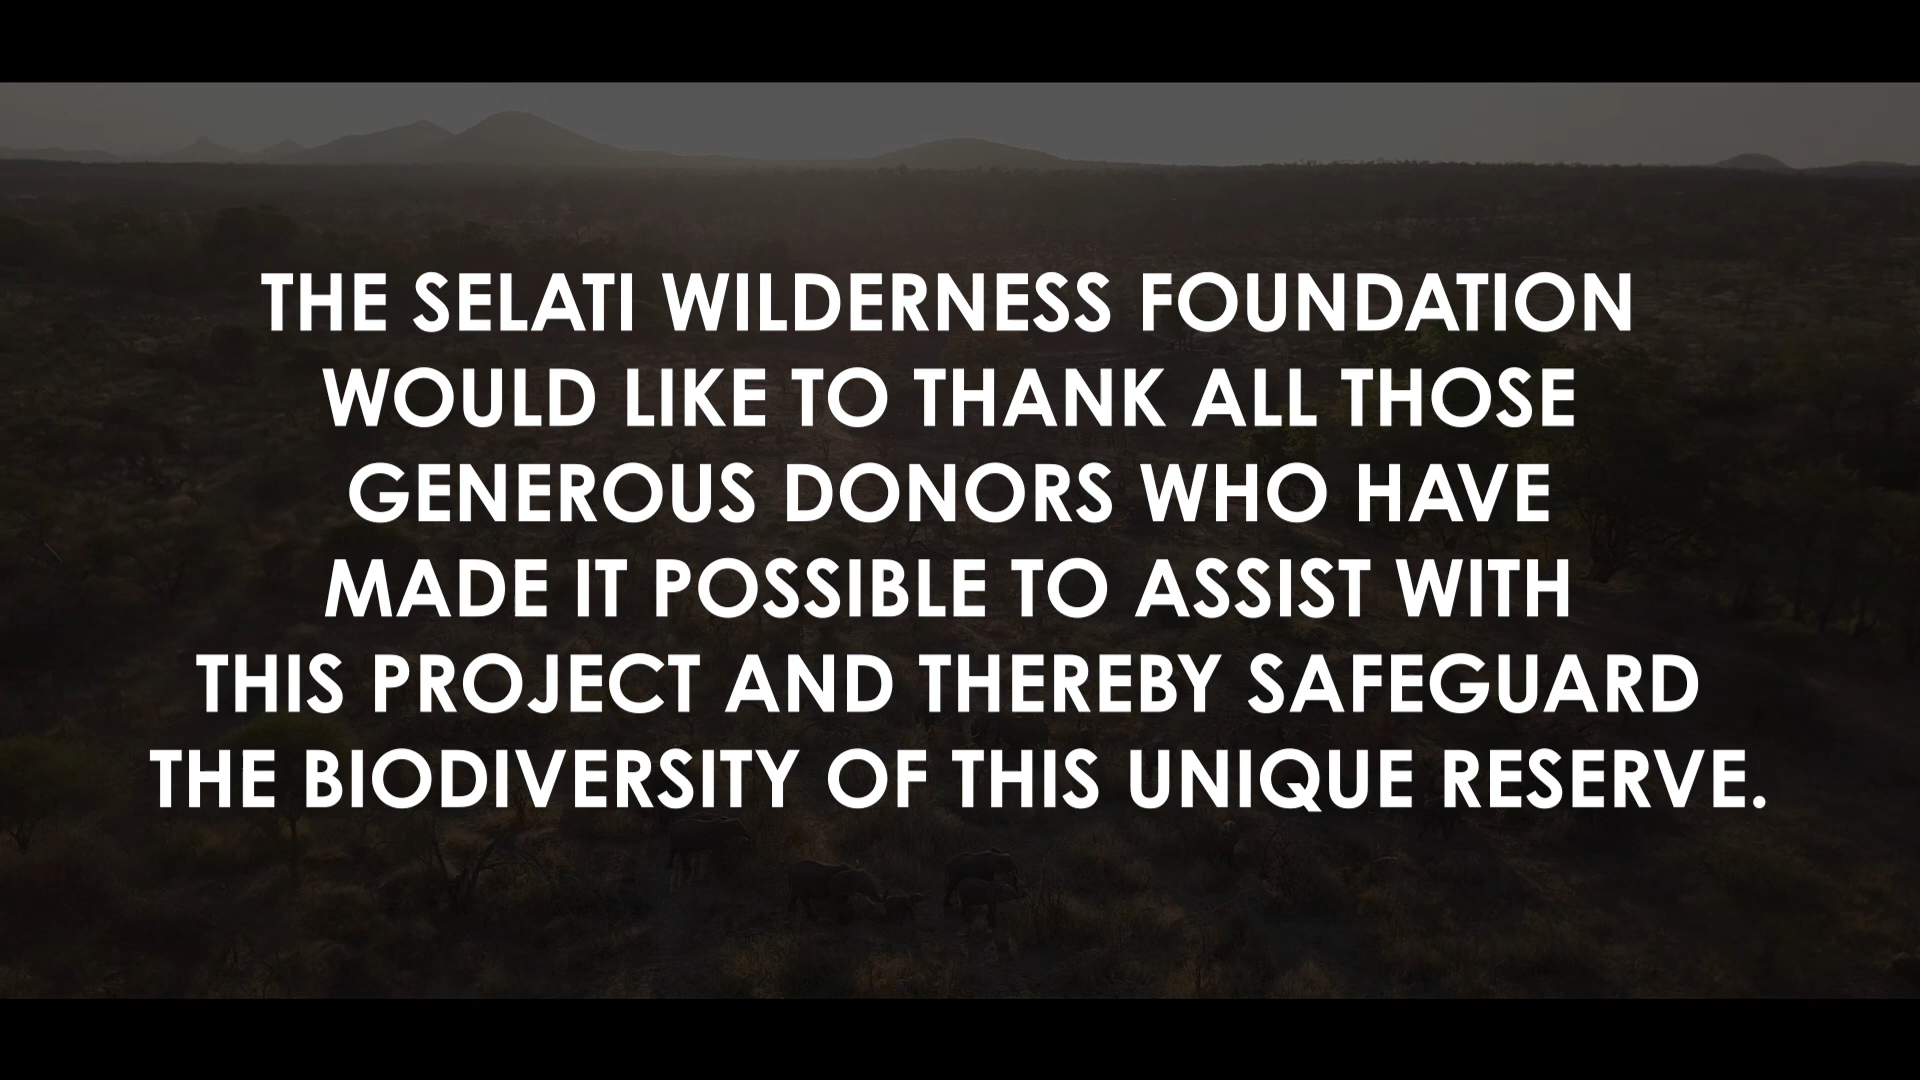 THE SELATI WILDERNESS FOUNDATION
WOULD LIKE TO THANK ALL THOSE
GENEROUS DONORS WHO HAVE
MADE IT POSSIBLE TO ASSIST WITH
THIS PROJECT AND THEREBY SAFEGUARD
THE BIODIVERSITY OF THIS UNIQUE RESERVE.